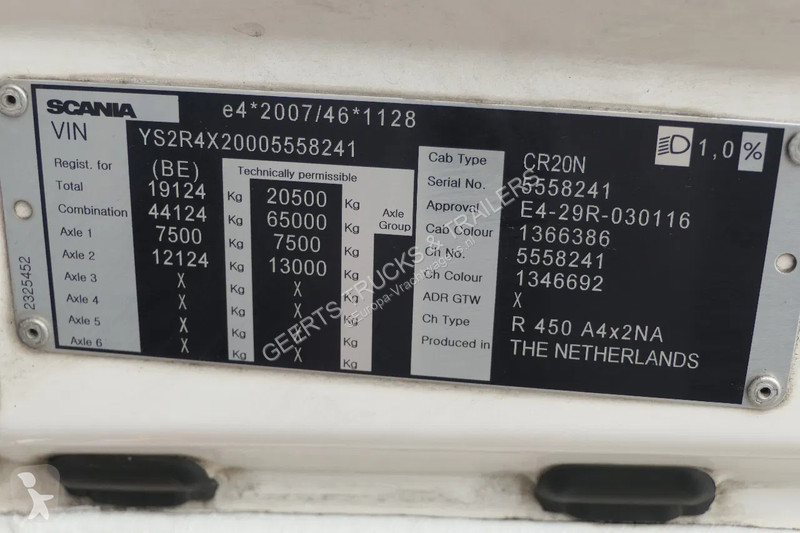 SCANIA e4*2007/46*1128
VIN YS2R4X20005558241
1,0%
Regist. for (BE) Technically permissible
Total 19124 Kg 20500 Kg
Combination 44124 Kg 65000 Kg Axle Group
Axle 1 7500 Kg 7500 Kg
Axle 2 12124 Kg 13000 Kg
Axle 3 X Kg X Kg
Axle 4 X Kg X Kg
Axle 5 X Kg X Kg
Axle 6 X Kg X Kg
Cab Type CR20N
Serial No. 5558241
Approval E4-29R-030116
Cab Colour 1366386
Ch No. 5558241
Ch Colour 1346692
ADR GTW X
Ch Type R 450 A4x2NA
Produced in THE NETHERLANDS
2325452
GEERTS TRUCKS & TRAILERS